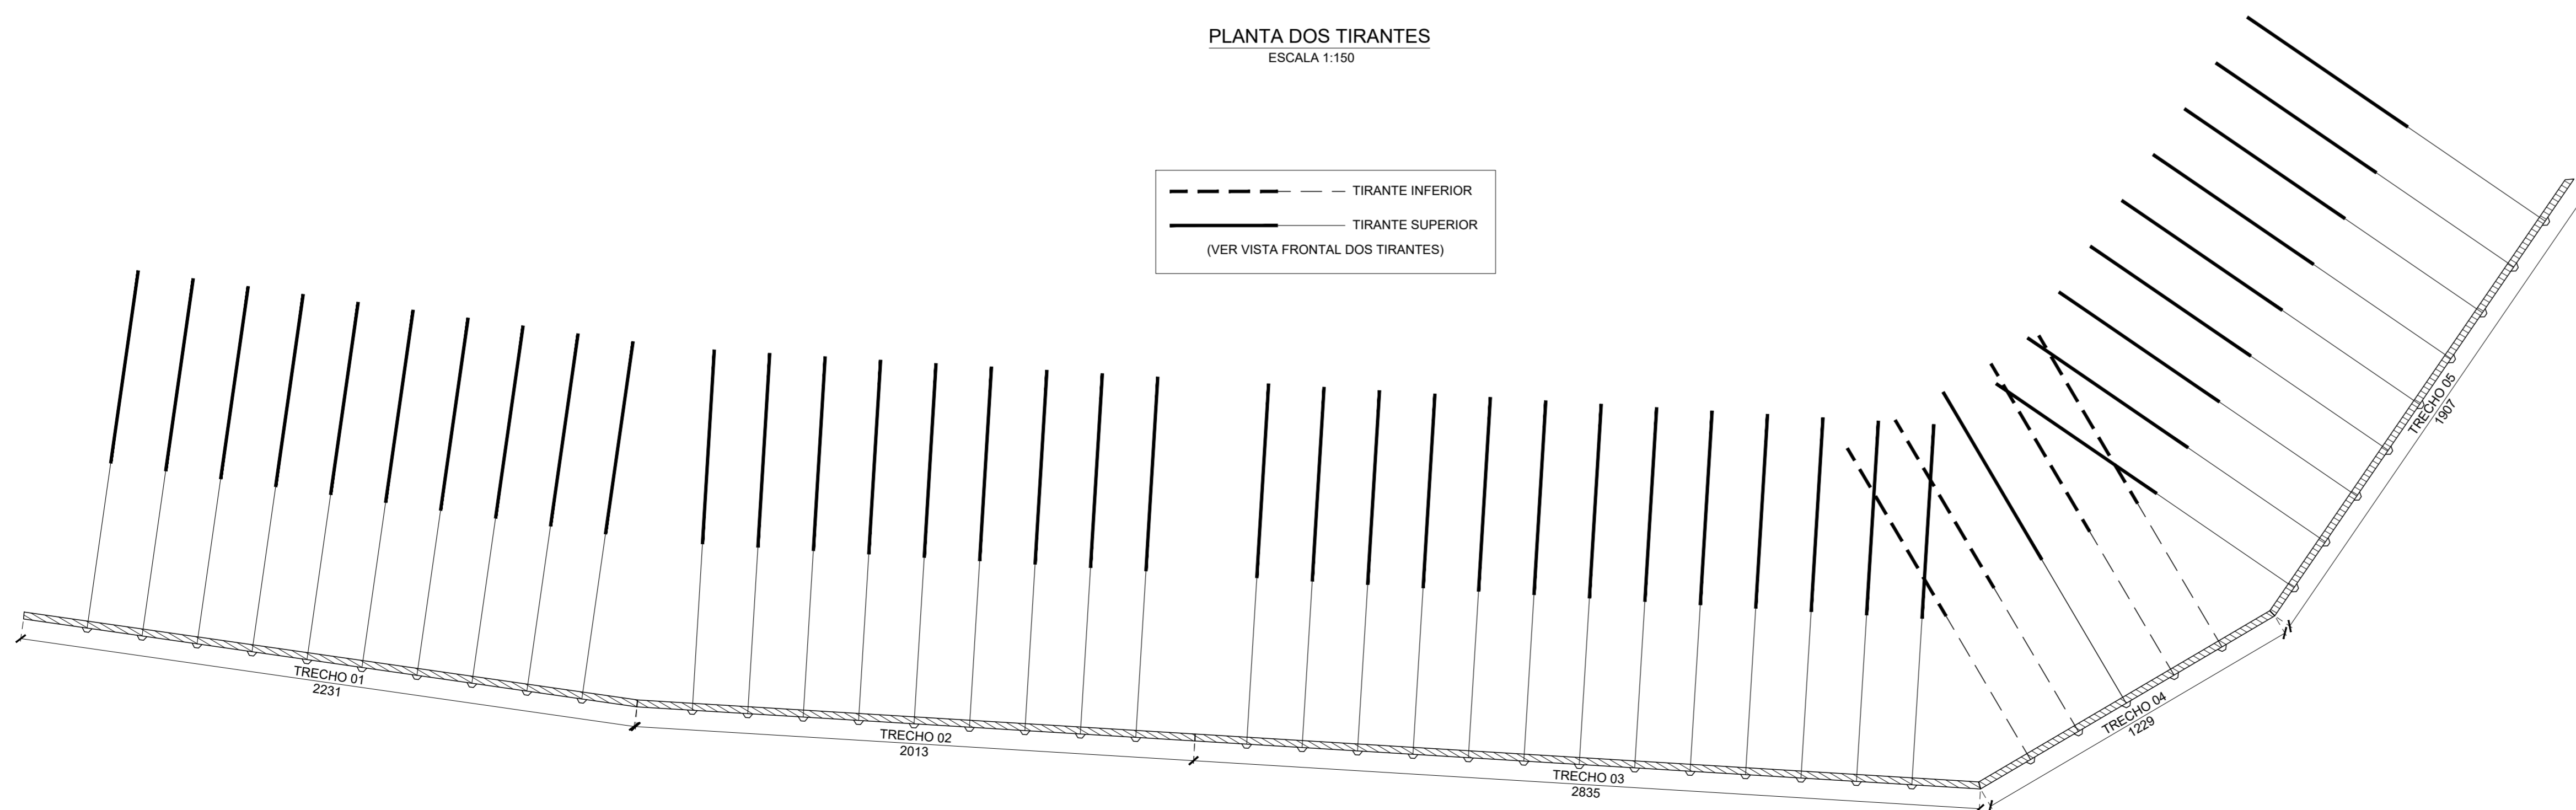 PLANTA DOS TIRANTES
ESCALA 1:150
TIRANTE INFERIOR
TIRANTE SUPERIOR
(VER VISTA FRONTAL DOS TIRANTES)
TRECHO 01
2231
TRECHO 02
2013
TRECHO 03
2835
TRECHO 04
1229
TRECHO 05
1907